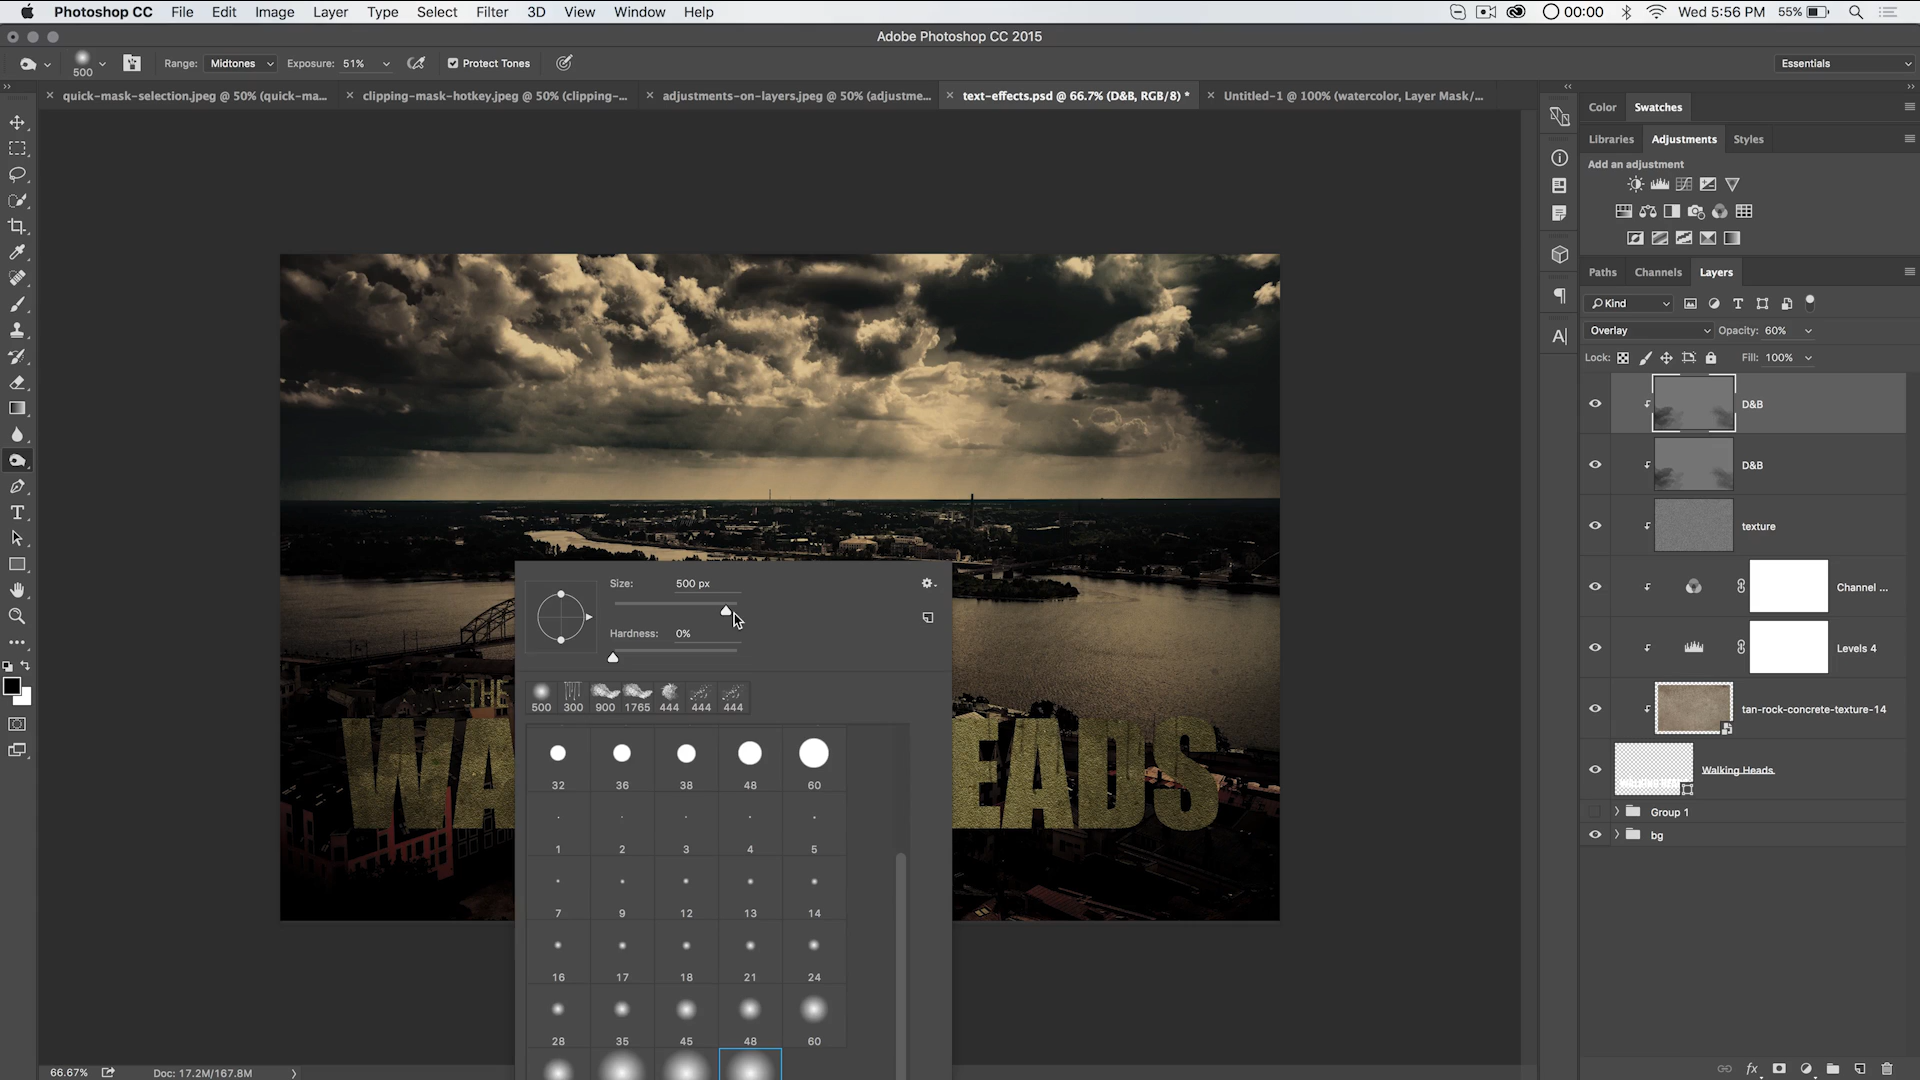 Photoshop CC File Edit Image Layer Type Select Filter 3D View Window Help 00:00 Wed 5:56 PM 55%
Adobe Photoshop CC 2015
500 Range: Midtones Exposure: 51% Protect Tones Essentials
quick-mask-selection.jpeg @ 50% (quick-ma... clipping-mask-hotkey.jpeg @ 50% (clipping-... adjustments-on-layers.jpeg @ 50% (adjustme... text-effects.psd @ 66.7% (D&B, RGB/8) * Untitled-1 @ 100% (watercolor, Layer Mask/...
Color Swatches
Libraries Adjustments Styles
Add an adjustment
Paths Channels Layers
Kind
Overlay Opacity: 60%
Lock: Fill: 100%
D&B
D&B
texture
Channel ...
Levels 4
tan-rock-concrete-texture-14
Walking Heads
Group 1
bg
Size: 500 px
Hardness: 0%
500 300 900 1765 444 444 444
32 36 38 48 60
1 2 3 4 5
7 9 12 13 14
16 17 18 21 24
28 35 45 48 60
THE
WA EADS
66.67% Doc: 17.2M/167.8M
fx